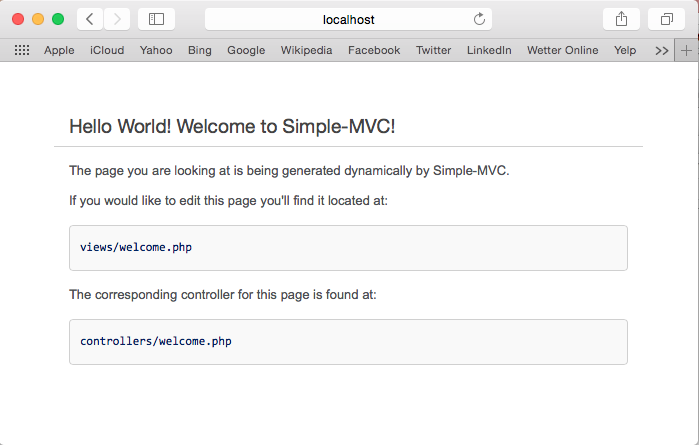 localhost
Apple iCloud Yahoo Bing Google Wikipedia Facebook Twitter LinkedIn Wetter Online Yelp >> +
Hello World! Welcome to Simple-MVC!
The page you are looking at is being generated dynamically by Simple-MVC.
If you would like to edit this page you'll find it located at:
views/welcome.php
The corresponding controller for this page is found at:
controllers/welcome.php